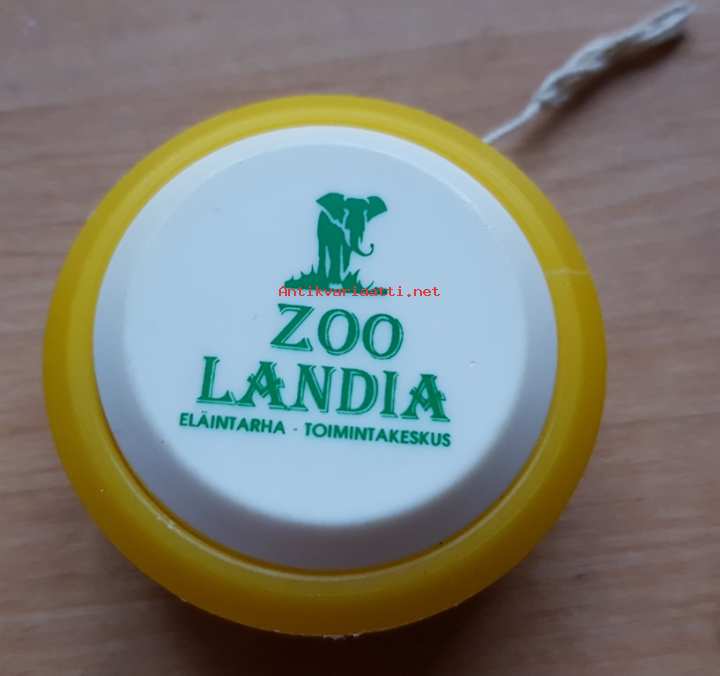 Antikvariaatti.net
ZOO
LANDIA
ELÄINTARHA - TOIMINTAKESKUS